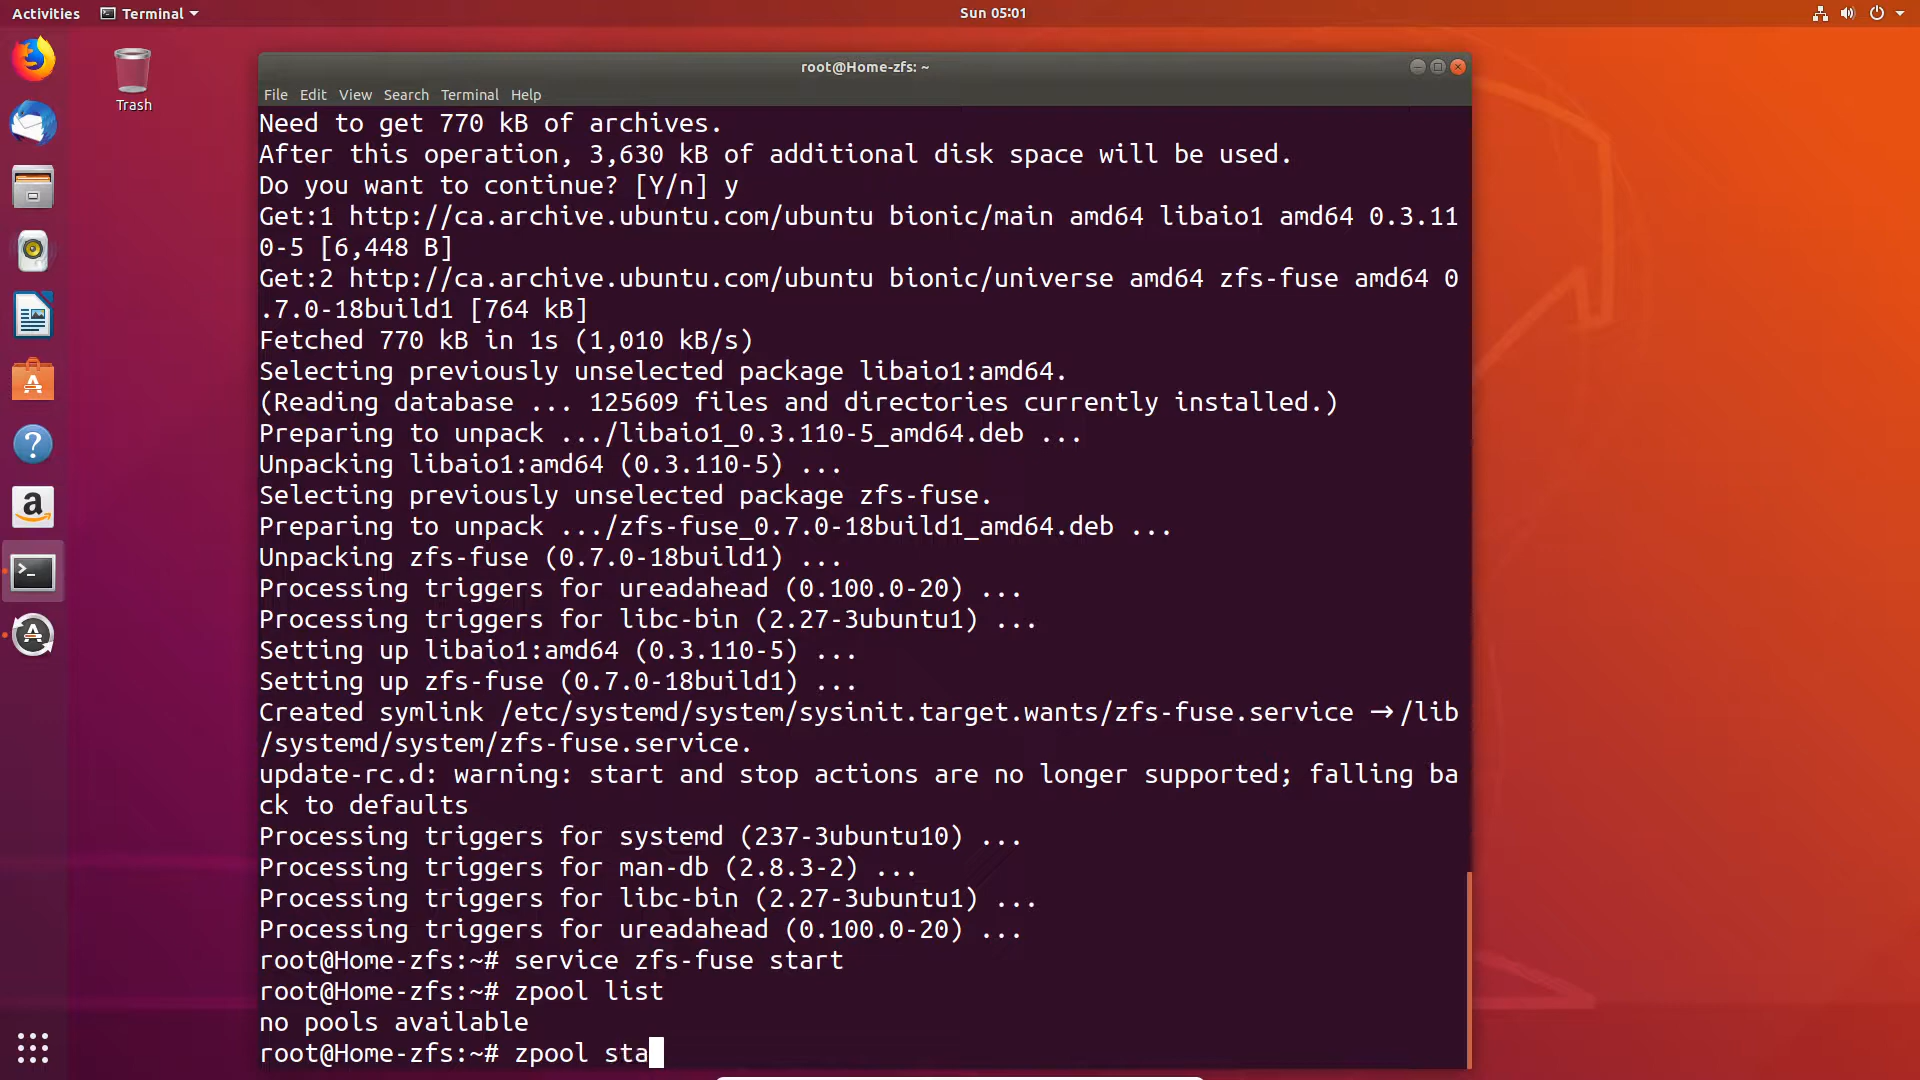 Activities
Terminal
Sun 05:01
Trash
root@Home-zfs: ~
File Edit View Search Terminal Help
Need to get 770 kB of archives.
After this operation, 3,630 kB of additional disk space will be used.
Do you want to continue? [Y/n] y
Get:1 http://ca.archive.ubuntu.com/ubuntu bionic/main amd64 libaio1 amd64 0.3.11
0-5 [6,448 B]
Get:2 http://ca.archive.ubuntu.com/ubuntu bionic/universe amd64 zfs-fuse amd64 0
.7.0-18build1 [764 kB]
Fetched 770 kB in 1s (1,010 kB/s)
Selecting previously unselected package libaio1:amd64.
(Reading database ... 125609 files and directories currently installed.)
Preparing to unpack .../libaio1_0.3.110-5_amd64.deb ...
Unpacking libaio1:amd64 (0.3.110-5) ...
Selecting previously unselected package zfs-fuse.
Preparing to unpack .../zfs-fuse_0.7.0-18build1_amd64.deb ...
Unpacking zfs-fuse (0.7.0-18build1) ...
Processing triggers for ureadahead (0.100.0-20) ...
Processing triggers for libc-bin (2.27-3ubuntu1) ...
Setting up libaio1:amd64 (0.3.110-5) ...
Setting up zfs-fuse (0.7.0-18build1) ...
Created symlink /etc/systemd/system/sysinit.target.wants/zfs-fuse.service → /lib
/systemd/system/zfs-fuse.service.
update-rc.d: warning: start and stop actions are no longer supported; falling ba
ck to defaults
Processing triggers for systemd (237-3ubuntu10) ...
Processing triggers for man-db (2.8.3-2) ...
Processing triggers for libc-bin (2.27-3ubuntu1) ...
Processing triggers for ureadahead (0.100.0-20) ...
root@Home-zfs:~# service zfs-fuse start
root@Home-zfs:~# zpool list
no pools available
root@Home-zfs:~# zpool sta